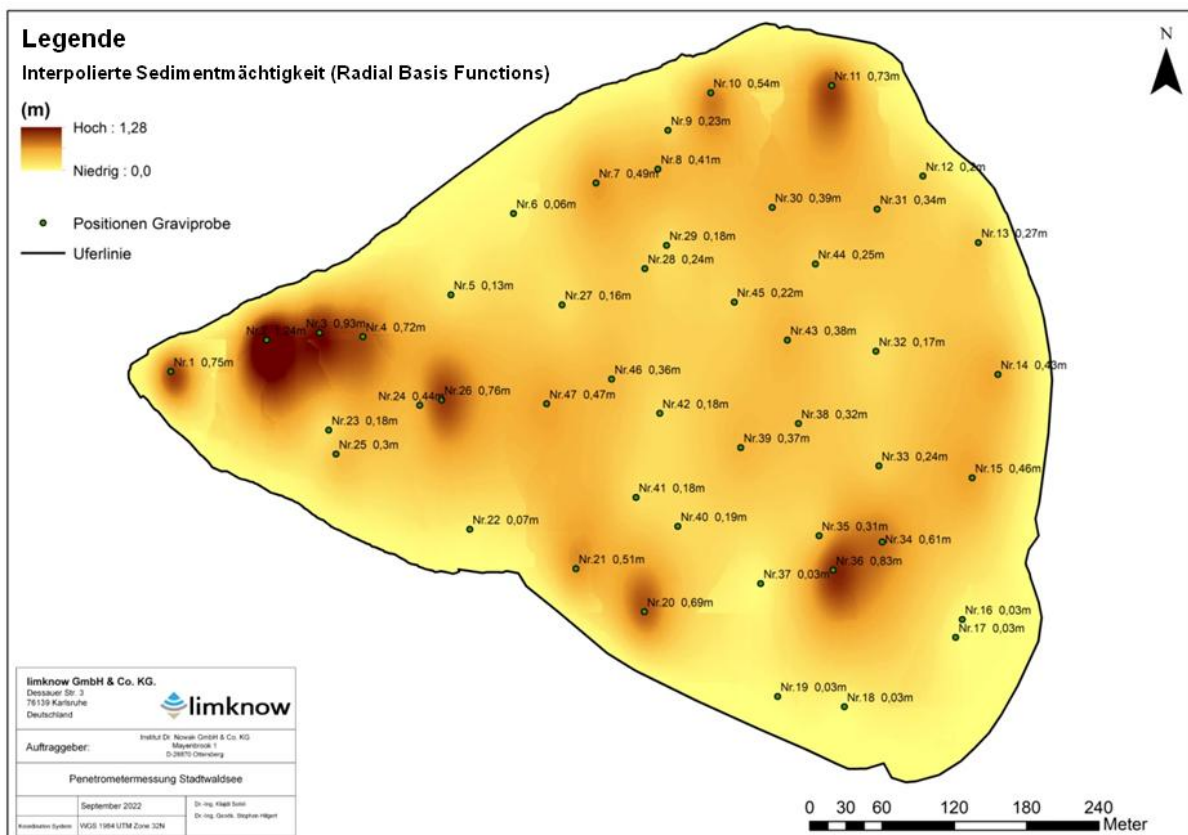 Legende
Interpolierte Sedimentmächtigkeit (Radial Basis Functions)
(m)
Hoch : 1,28
Niedrig : 0,0
Positionen Graviprobe
Uferlinie
N
Nr.10 0,54m
Nr.11 0,73m
Nr.9 0,23m
Nr.8 0,41m
Nr.7 0,49m
Nr.12 0,2m
Nr.6 0,06m
Nr.30 0,39m
Nr.31 0,34m
Nr.29 0,18m
Nr.13 0,27m
Nr.28 0,24m
Nr.44 0,25m
Nr.5 0,13m
Nr.27 0,16m
Nr.45 0,22m
Nr.3 0,93m
Nr.4 0,72m
Nr.43 0,38m
Nr.32 0,17m
Nr.1 0,75m
Nr.14 0,43m
Nr.46 0,36m
Nr.24 0,44m
Nr.26 0,76m
Nr.47 0,47m
Nr.42 0,18m
Nr.38 0,32m
Nr.23 0,18m
Nr.25 0,3m
Nr.39 0,37m
Nr.33 0,24m
Nr.15 0,46m
Nr.41 0,18m
Nr.22 0,07m
Nr.40 0,19m
Nr.35 0,31m
Nr.34 0,61m
Nr.21 0,51m
Nr.36 0,83m
Nr.37 0,03m
Nr.20 0,69m
Nr.16 0,03m
Nr.17 0,03m
Nr.19 0,03m
Nr.18 0,03m
limknow GmbH & Co. KG.
Dessauer Str. 3
76139 Karlsruhe
Deutschland
limknow
Auftraggeber:
Institut Dr. Nowak GmbH & Co. KG
Mayenbrook 1
D-28870 Ottersberg
Penetrometermessung Stadtwaldsee
September 2022
Dr.-Ing.
Dr.-Ing. Geoök. Stephan Hilgert
Koordinaten System
WGS 1984 UTM Zone 32N
0 30 60 120 180 240
Meter